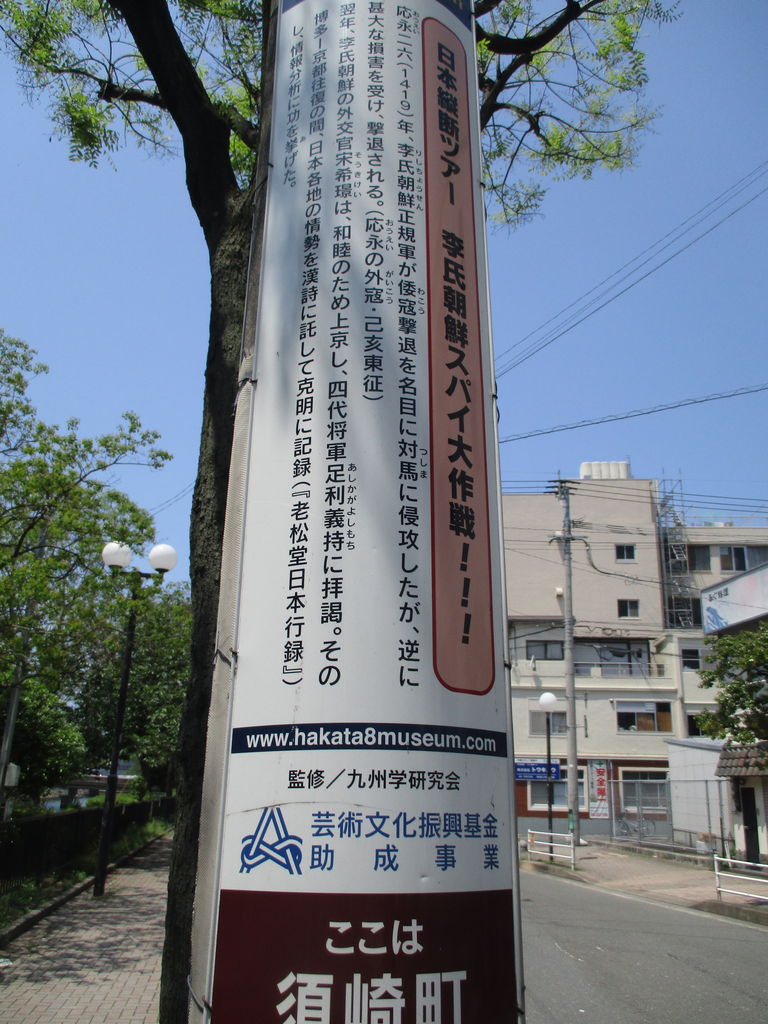 日本縦断ツアー 李氏朝鮮スパイ大作戦!!!
応永二六(1419)年、李氏朝鮮正規軍が倭寇撃退を名目に対馬に侵攻したが、逆に
甚大な損害を受け、撃退される。(応永の外寇・己亥東征)
翌年、李氏朝鮮の外交官宋希璟は、和睦のため上京し、四代将軍足利義持に拝謁。その
博多ー京都往復の間、日本各地の情勢を漢詩に託して克明に記録(『老松堂日本行録』)
し、情報分析に功を挙げた。
www.hakata8museum.com
監修/九州学研究会
芸術文化振興基金
助成事業
ここは
須崎町
安全第一